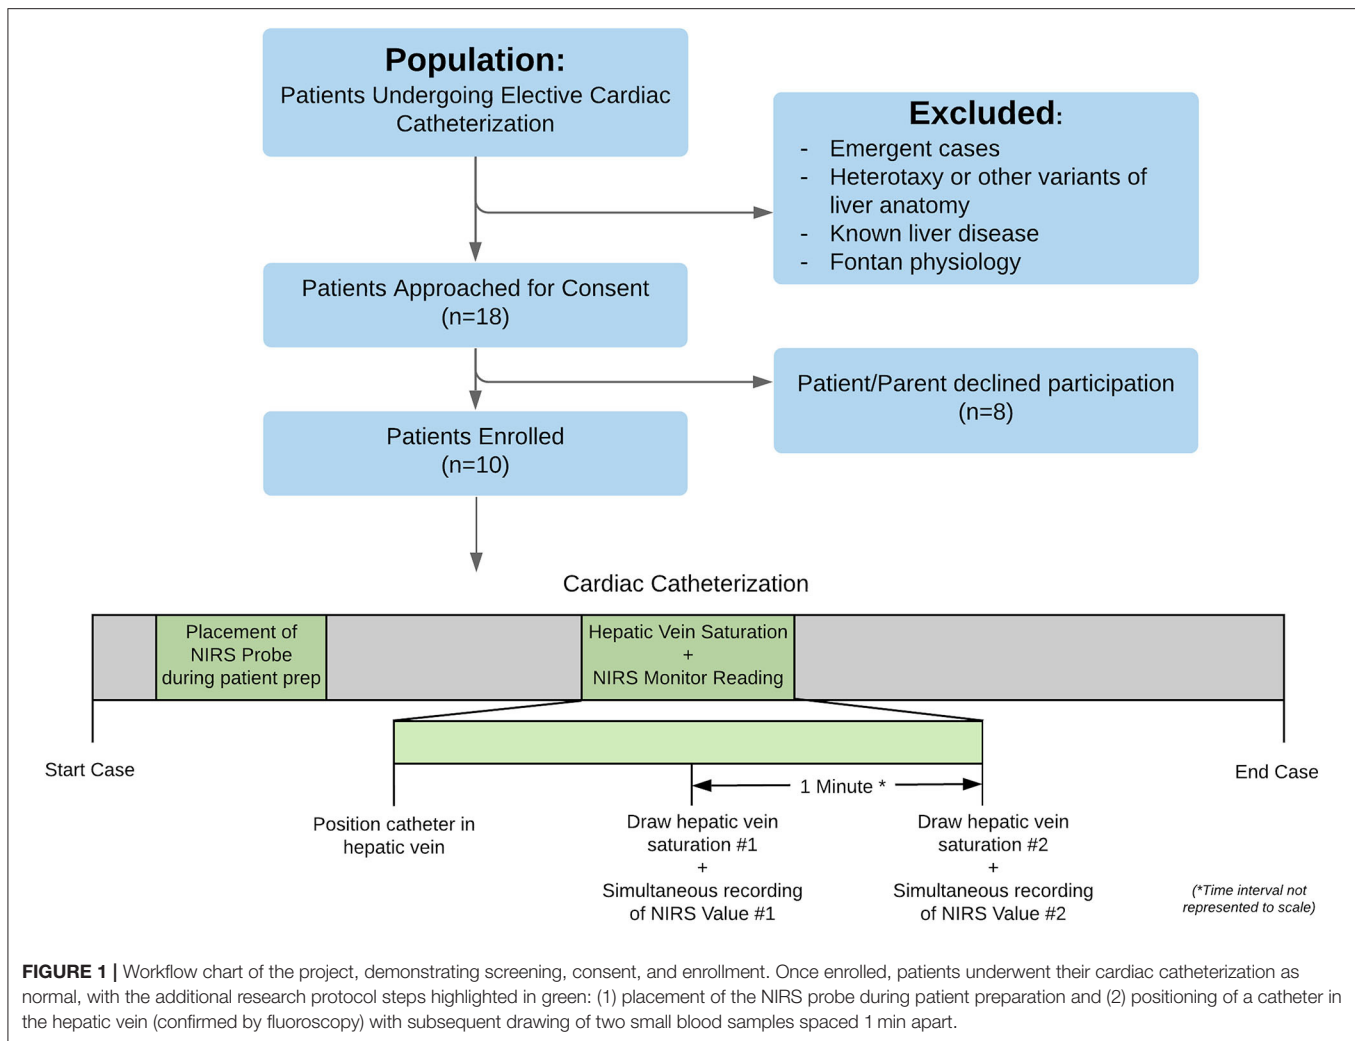 Population:
Patients Undergoing Elective Cardiac
Catheterization
Excluded:
- Emergent cases
- Heterotaxy or other variants of
liver anatomy
- Known liver disease
- Fontan physiology
Patients Approached for Consent
(n=18)
Patient/Parent declined participation
(n=8)
Patients Enrolled
(n=10)
Cardiac Catheterization
Placement of
NIRS Probe
during patient prep
Hepatic Vein Saturation
+
NIRS Monitor Reading
Start Case
End Case
1 Minute *
Position catheter in
hepatic vein
Draw hepatic vein
saturation #1
+
Simultaneous recording
of NIRS Value #1
Draw hepatic vein
saturation #2
+
Simultaneous recording
of NIRS Value #2
(*Time interval not
represented to scale)
FIGURE 1 | Workflow chart of the project, demonstrating screening, consent, and enrollment. Once enrolled, patients underwent their cardiac catheterization as
normal, with the additional research protocol steps highlighted in green: (1) placement of the NIRS probe during patient preparation and (2) positioning of a catheter in
the hepatic vein (confirmed by fluoroscopy) with subsequent drawing of two small blood samples spaced 1 min apart.